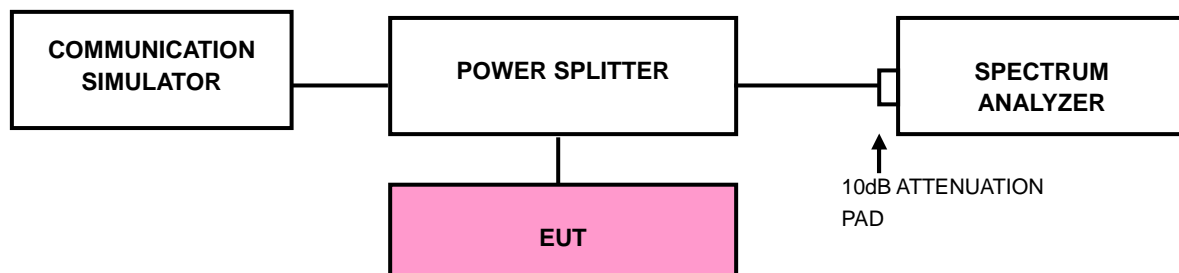 COMMUNICATION
SIMULATOR
POWER SPLITTER
SPECTRUM
ANALYZER
10dB ATTENUATION
PAD
EUT